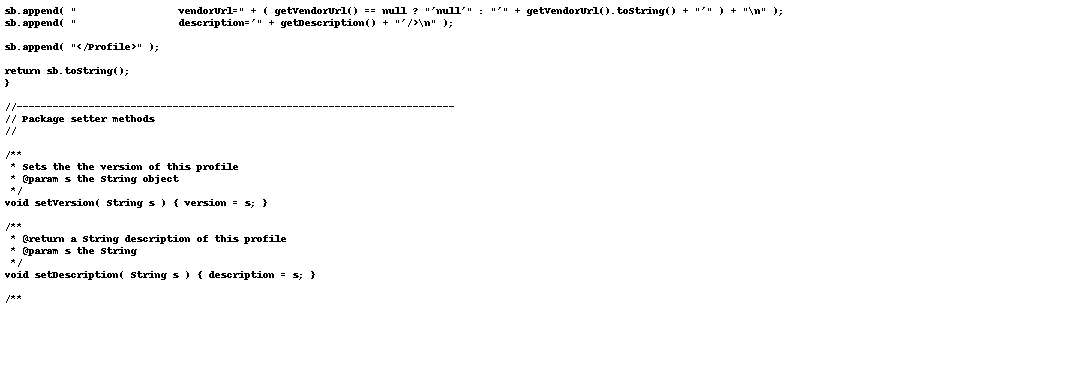 sb.append( "                 vendorUrl=" + ( getVendorUrl() == null ? "'null'" : "'" + getVendorUrl().toString() + "'" ) + "\n" );
sb.append( "                 description='" + getDescription() + "'/>\n" );

sb.append( "</Profile>" );

return sb.toString();
}

//-------------------------------------------------------------------------
// Package setter methods
//

/**
 * Sets the the version of this profile
 * @param s the String object
 */
void setVersion( String s ) { version = s; }

/**
 * @return a String description of this profile
 * @param s the String
 */
void setDescription( String s ) { description = s; }

/**